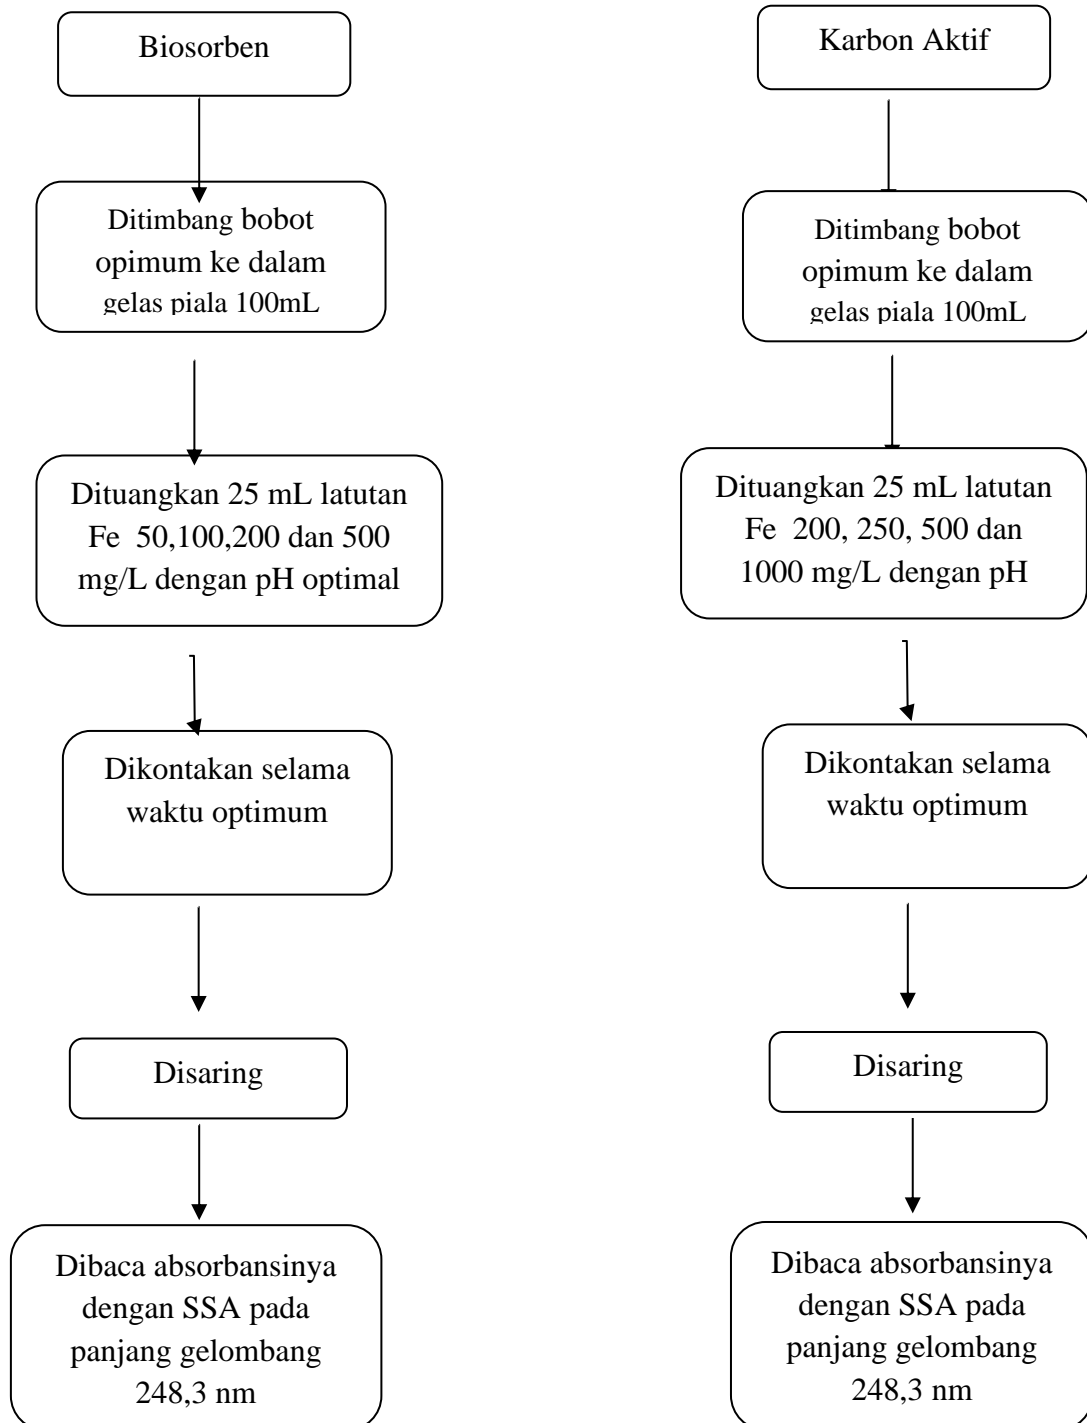 Biosorben
Ditimbang bobot
opimum ke dalam
gelas piala 100mL
Dituangkan 25 mL latutan
Fe  50,100,200 dan 500
mg/L dengan pH optimal
Dikontakan selama
waktu optimum
Disaring
Dibaca absorbansinya
dengan SSA pada
panjang gelombang
248,3 nm
Karbon Aktif
Ditimbang bobot
opimum ke dalam
gelas piala 100mL
Dituangkan 25 mL latutan
Fe  200, 250, 500 dan
1000 mg/L dengan pH
Dikontakan selama
waktu optimum
Disaring
Dibaca absorbansinya
dengan SSA pada
panjang gelombang
248,3 nm